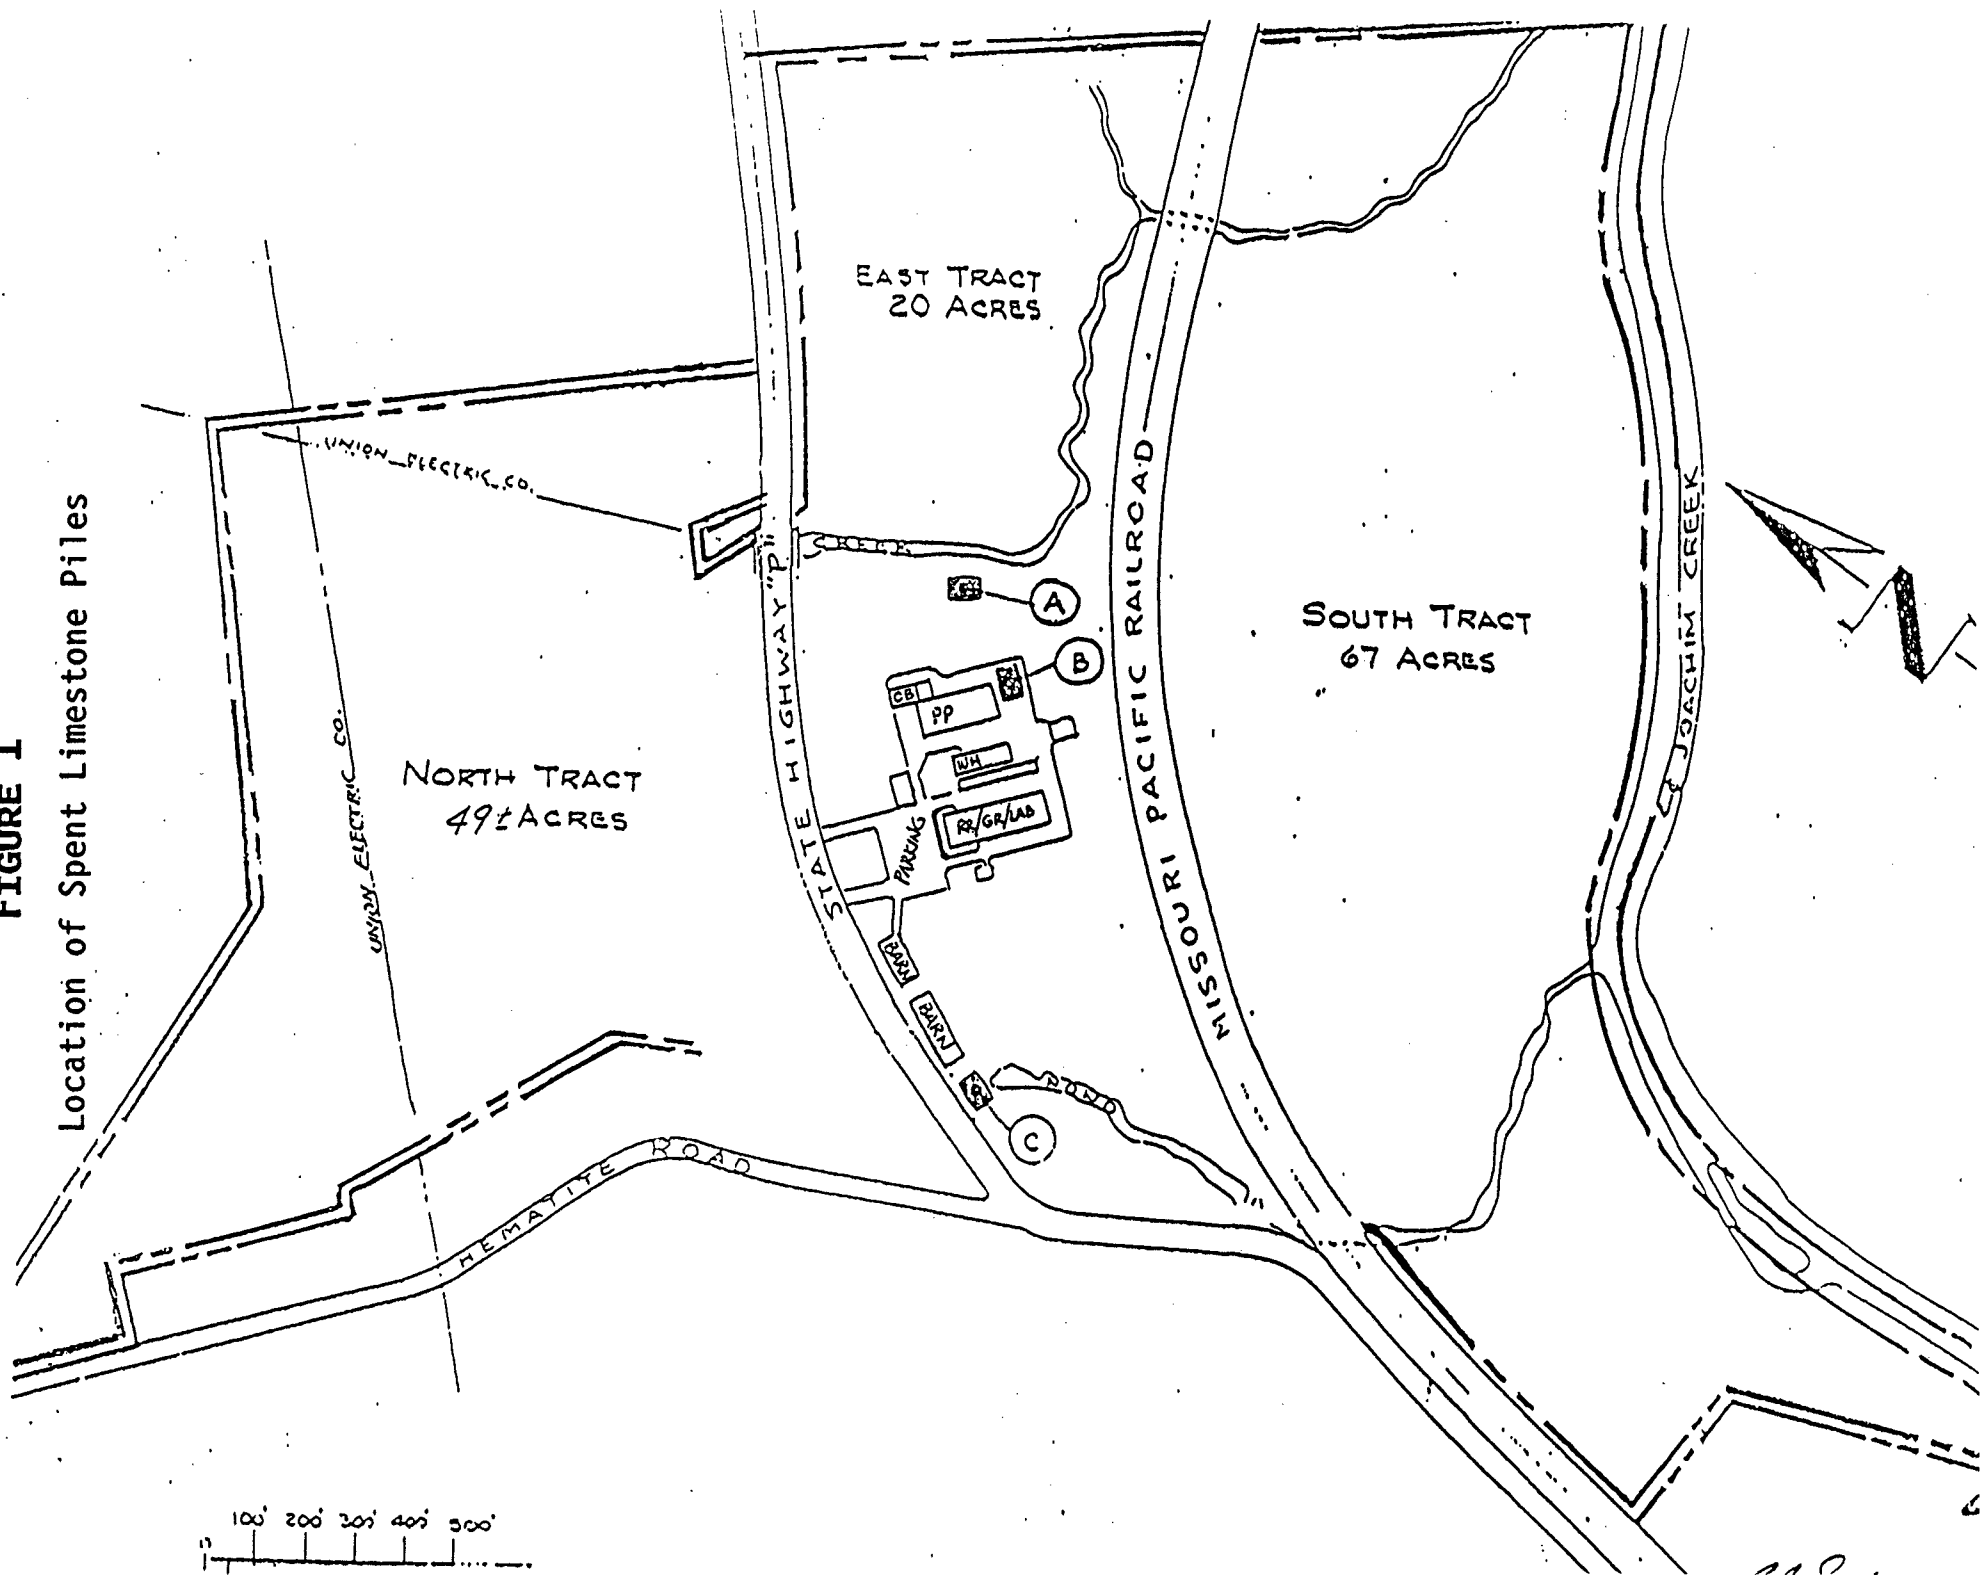 FIGURE 1
Location of Spent Limestone Piles
EAST TRACT
20 ACRES
UNION ELECTRIC CO.
CREEK
A
STATE HIGHWAY "P"
MISSOURI PACIFIC RAILROAD
SOUTH TRACT
67 ACRES
JOACHIM CREEK
N
B
CB
PP
WH
RR/GR/LAB
PARKING
NORTH TRACT
49± ACRES
UNION ELECTRIC CO.
BARN
BARN
POND
C
HEMATITE ROAD
0 100' 200' 300' 400' 500'